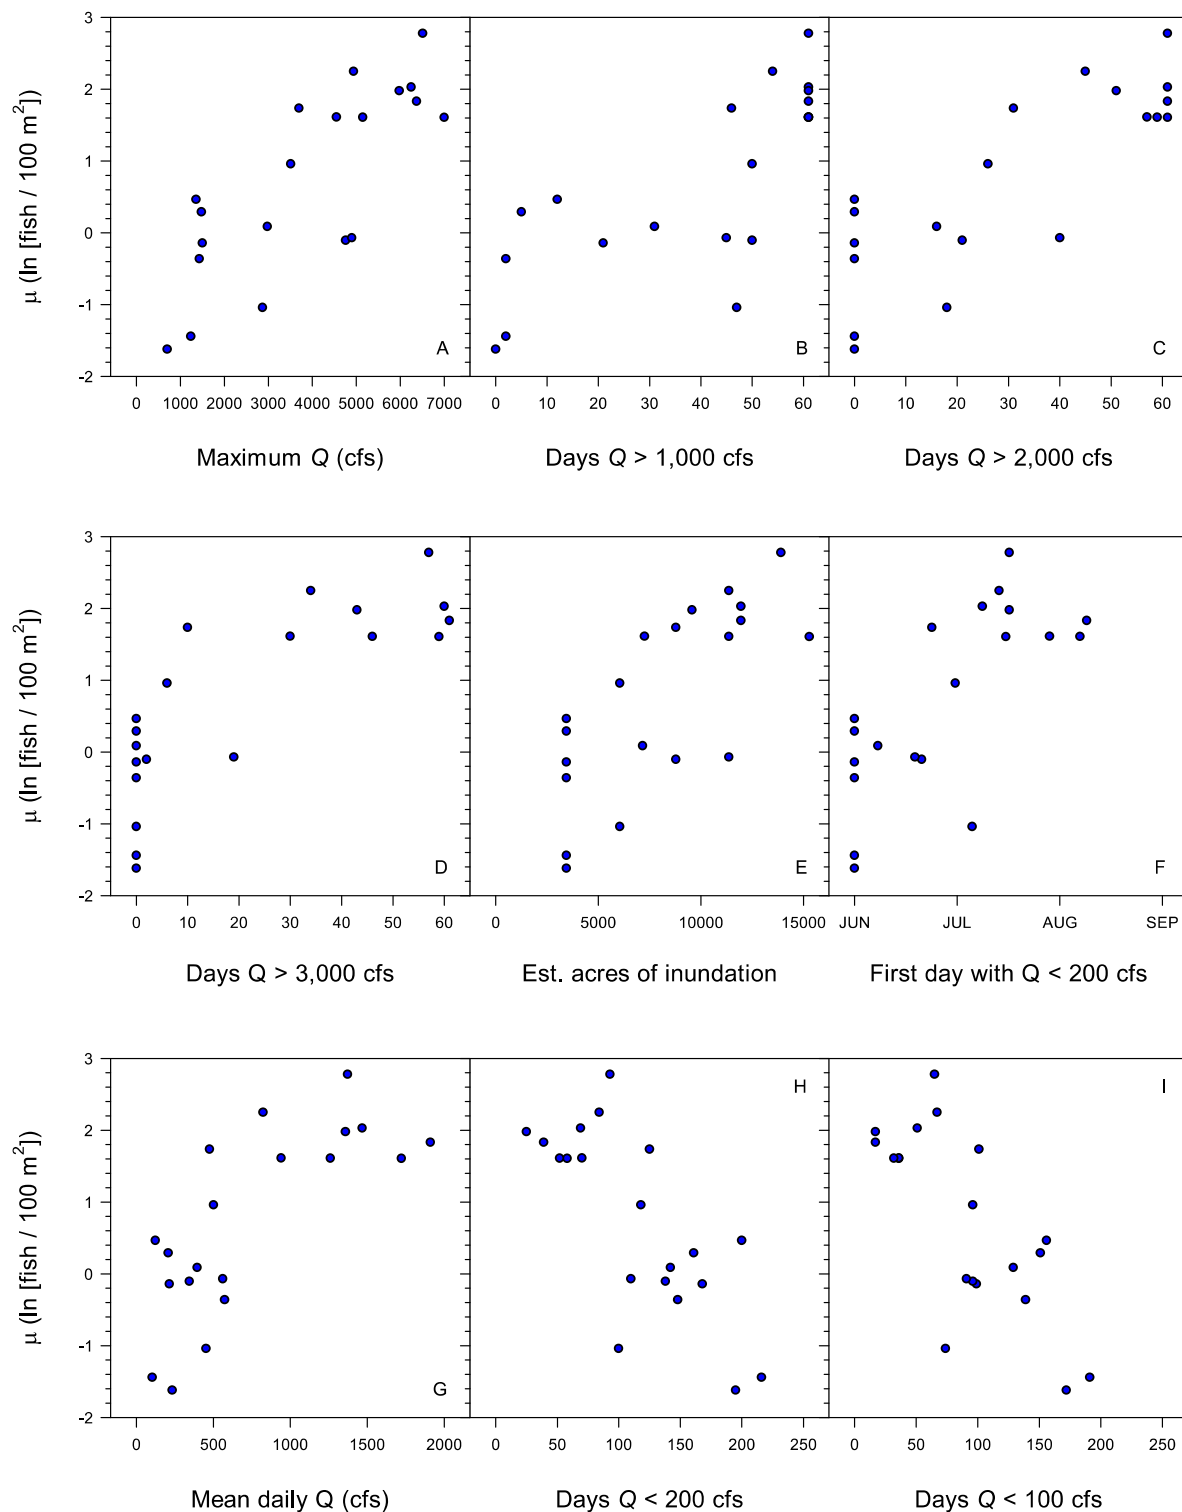 3
2
1
0
-1
-2
μ (ln [fish / 100 m²])
A
B
C
0 1000 2000 3000 4000 5000 6000 7000
0 10 20 30 40 50 60
0 10 20 30 40 50 60
Maximum Q (cfs)
Days Q > 1,000 cfs
Days Q > 2,000 cfs
3
2
1
0
-1
-2
μ (ln [fish / 100 m²])
D
E
F
0 10 20 30 40 50 60
0 5000 10000 15000
JUN JUL AUG SEP
Days Q > 3,000 cfs
Est. acres of inundation
First day with Q < 200 cfs
3
2
1
0
-1
-2
μ (ln [fish / 100 m²])
G
H
I
0 500 1000 1500 2000
0 50 100 150 200 250
0 50 100 150 200 250
Mean daily Q (cfs)
Days Q < 200 cfs
Days Q < 100 cfs